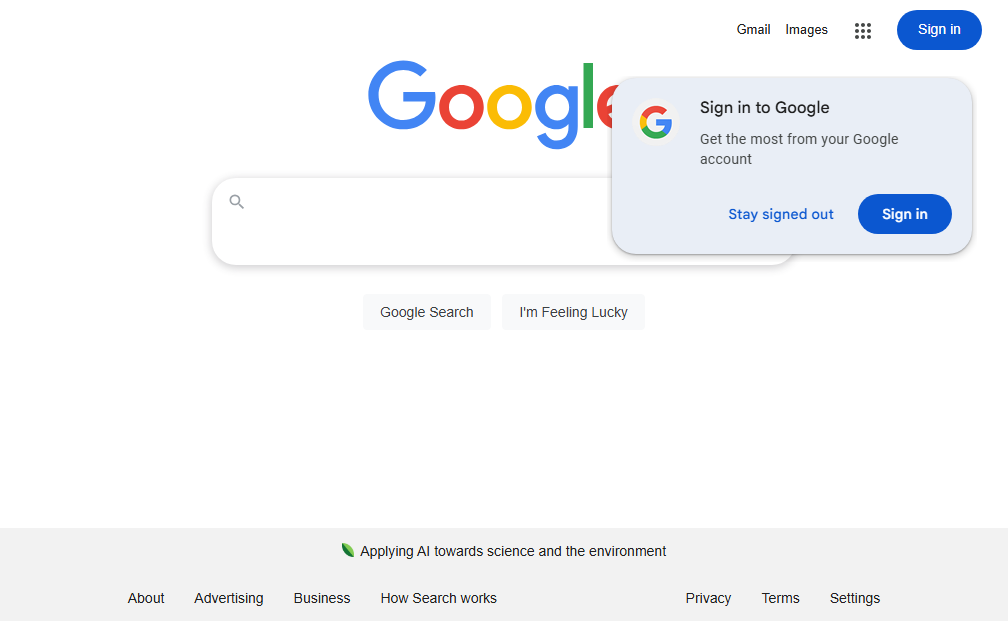 Gmail Images Sign in
Google
Sign in to Google
Get the most from your Google
account
Stay signed out Sign in
Google Search I'm Feeling Lucky
Applying AI towards science and the environment
About Advertising Business How Search works Privacy Terms Settings